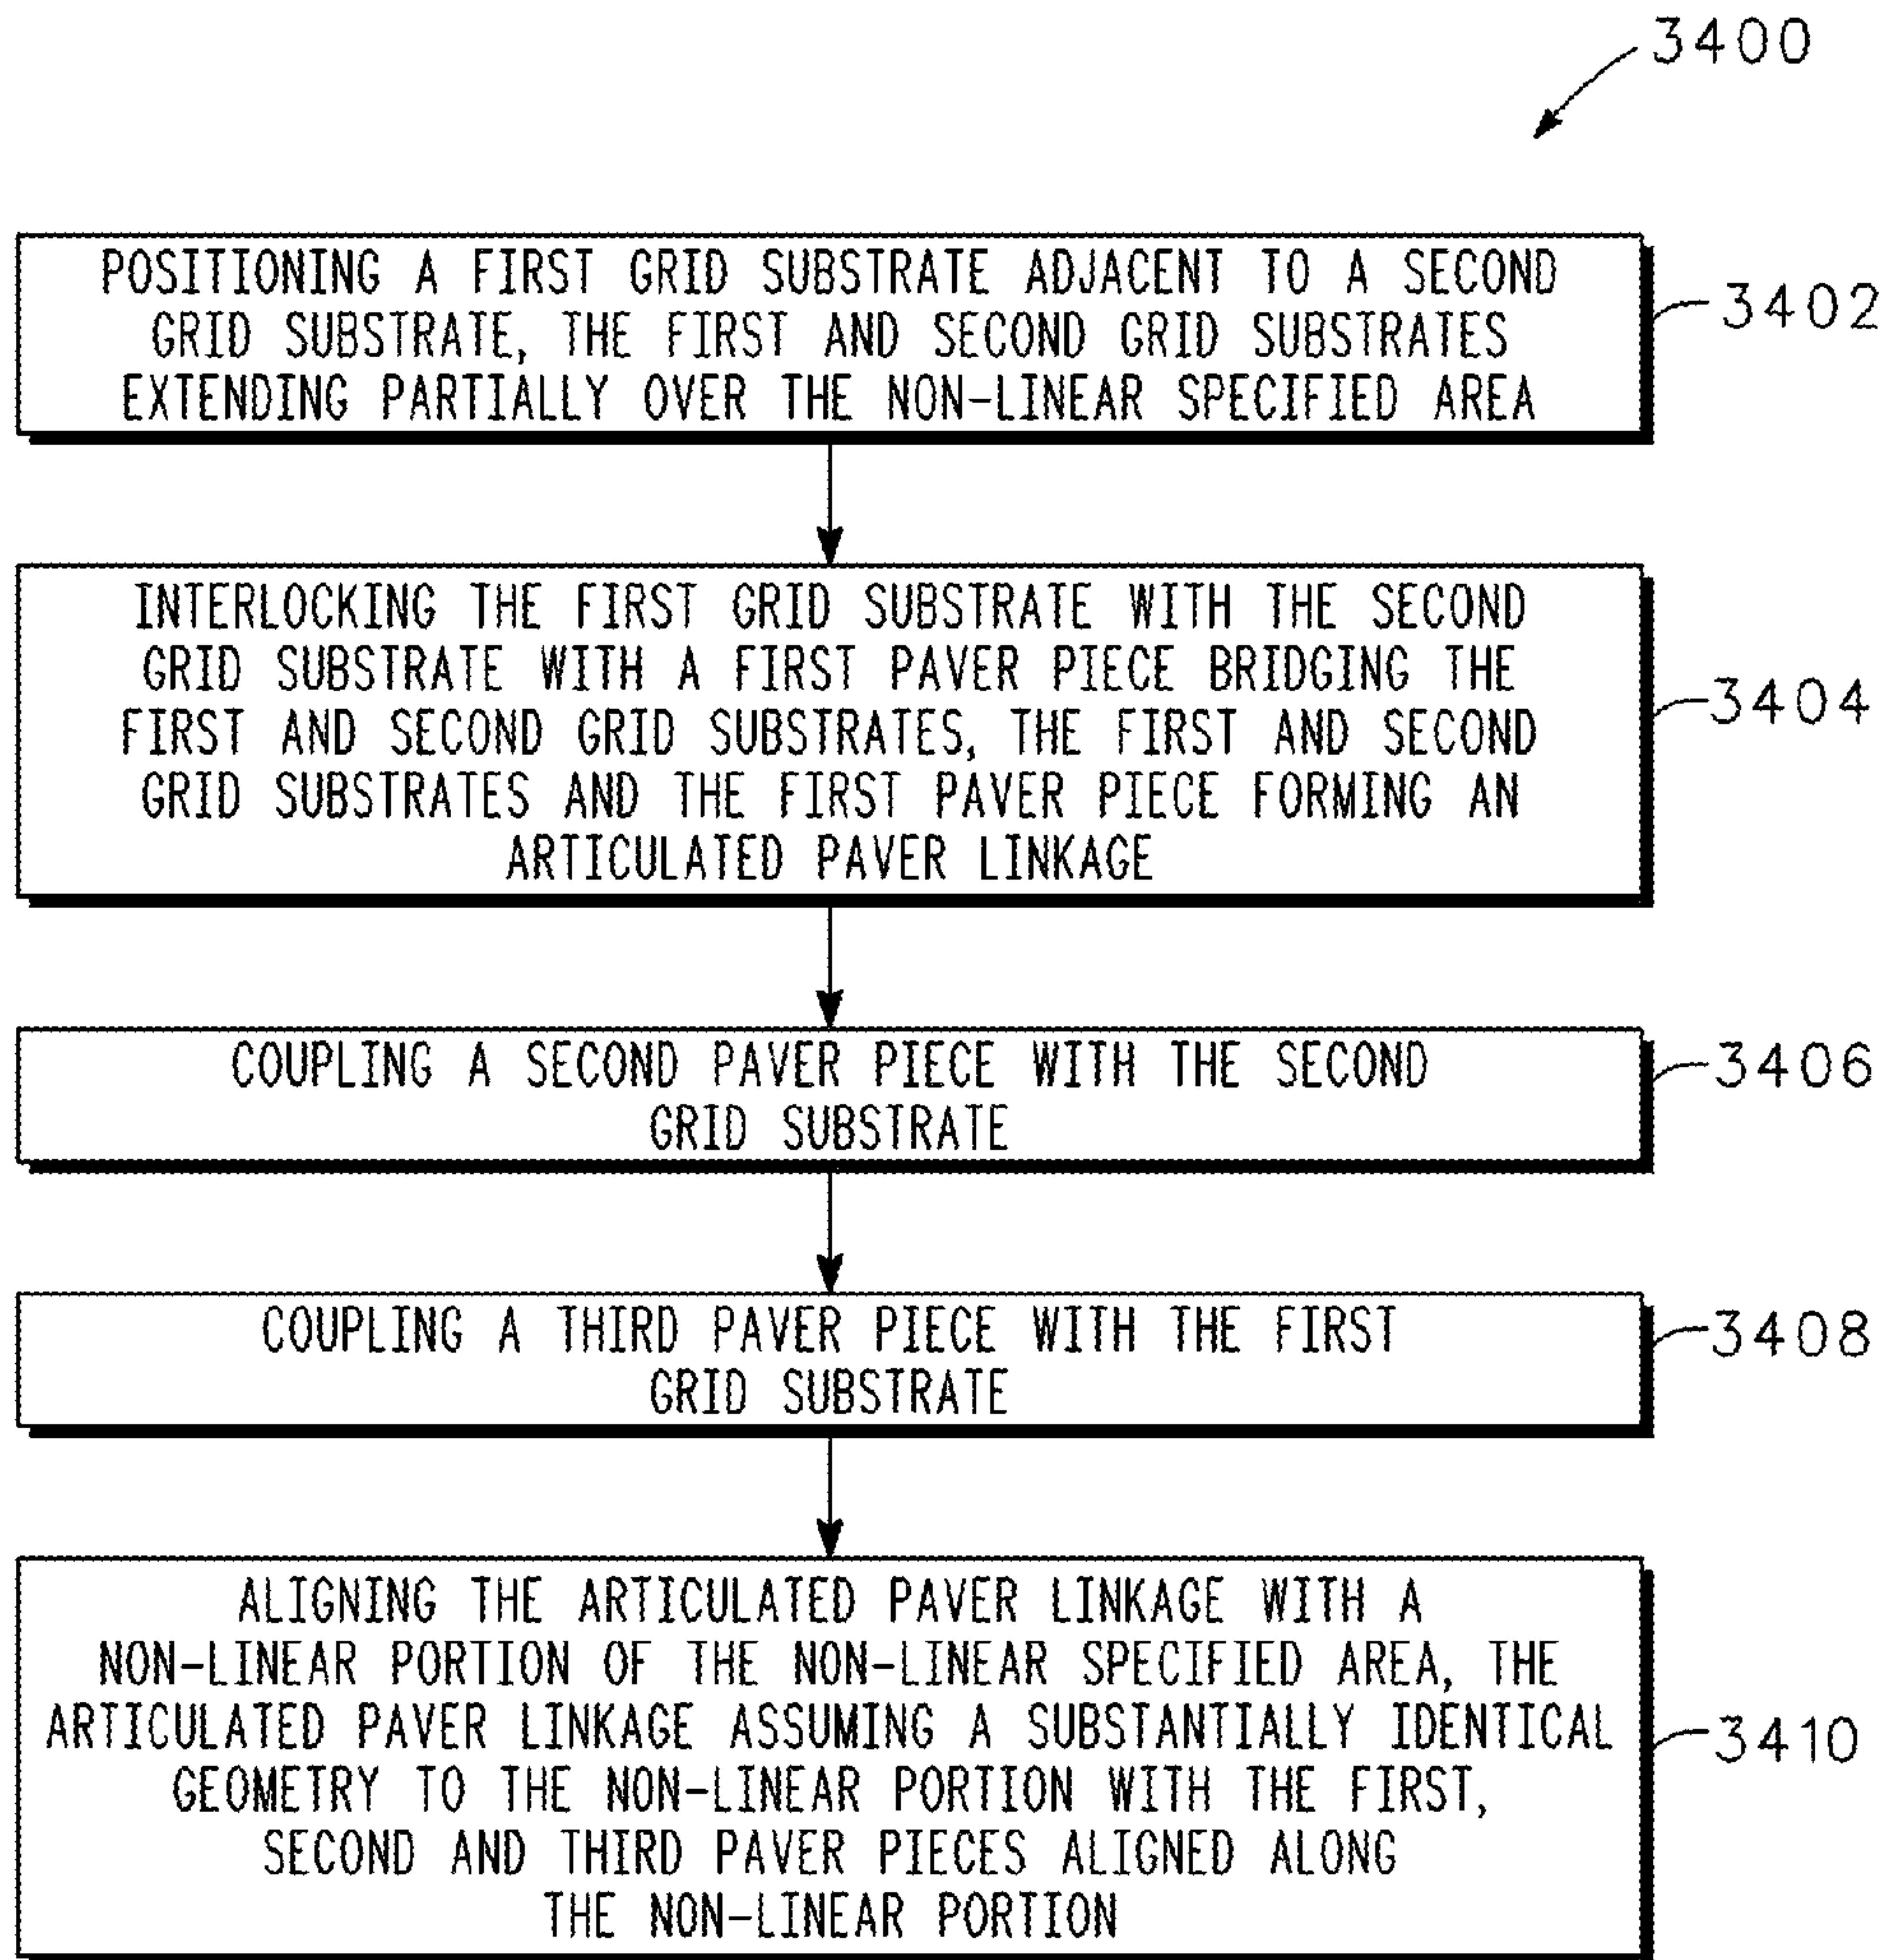 3400
POSITIONING A FIRST GRID SUBSTRATE ADJACENT TO A SECOND
GRID SUBSTRATE, THE FIRST AND SECOND GRID SUBSTRATES
EXTENDING PARTIALLY OVER THE NON-LINEAR SPECIFIED AREA
3402
INTERLOCKING THE FIRST GRID SUBSTRATE WITH THE SECOND
GRID SUBSTRATE WITH A FIRST PAVER PIECE BRIDGING THE
FIRST AND SECOND GRID SUBSTRATES, THE FIRST AND SECOND
GRID SUBSTRATES AND THE FIRST PAVER PIECE FORMING AN
ARTICULATED PAVER LINKAGE
3404
COUPLING A SECOND PAVER PIECE WITH THE SECOND
GRID SUBSTRATE
3406
COUPLING A THIRD PAVER PIECE WITH THE FIRST
GRID SUBSTRATE
3408
ALIGNING THE ARTICULATED PAVER LINKAGE WITH A
NON-LINEAR PORTION OF THE NON-LINEAR SPECIFIED AREA, THE
ARTICULATED PAVER LINKAGE ASSUMING A SUBSTANTIALLY IDENTICAL
GEOMETRY TO THE NON-LINEAR PORTION WITH THE FIRST,
SECOND AND THIRD PAVER PIECES ALIGNED ALONG
THE NON-LINEAR PORTION
3410